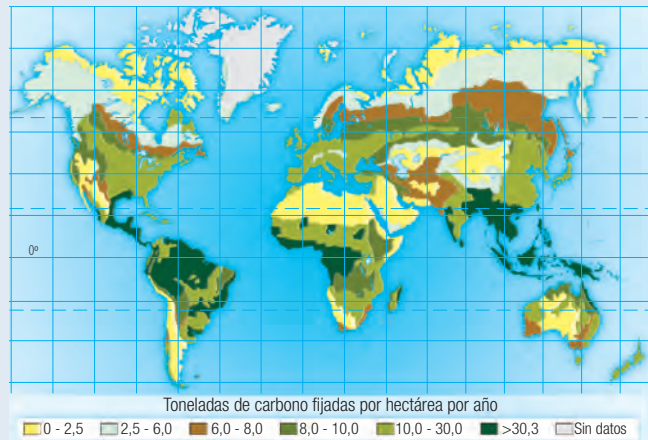 0º
Toneladas de carbono fijadas por hectárea por año
0 - 2,5 2,5 - 6,0 6,0 - 8,0 8,0 - 10,0 10,0 - 30,0 >30,3 Sin datos